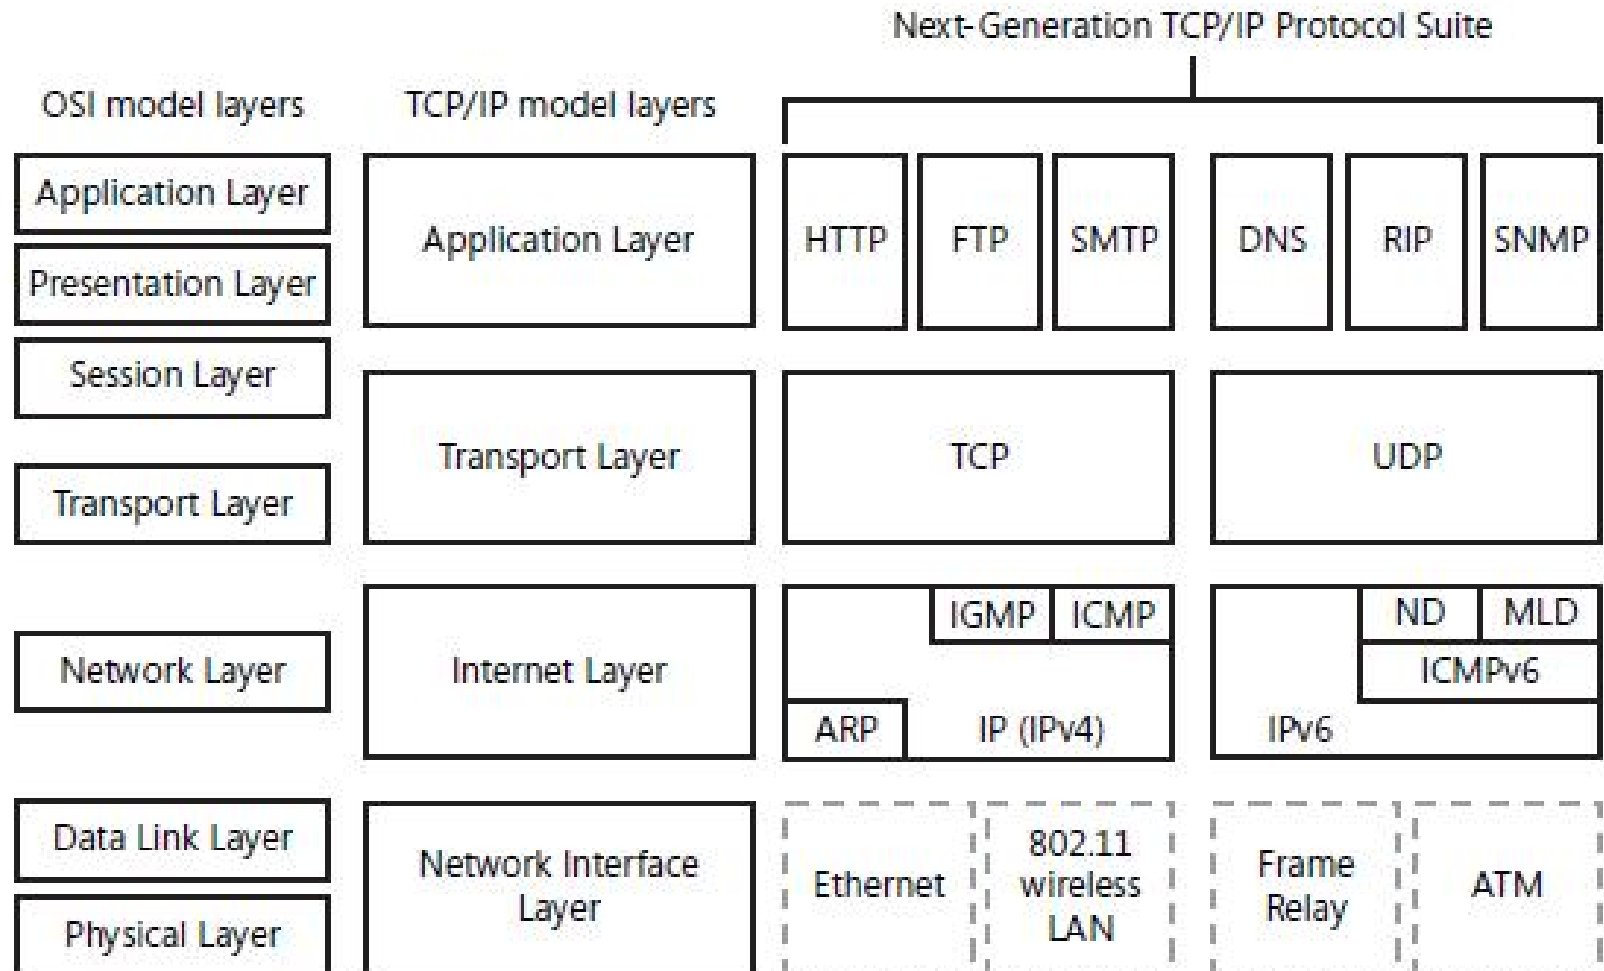 Next-Generation TCP/IP Protocol Suite
OSI model layers
TCP/IP model layers
Application Layer
Presentation Layer
Session Layer
Transport Layer
Network Layer
Data Link Layer
Physical Layer
Application Layer
Transport Layer
Internet Layer
Network Interface
Layer
HTTP
FTP
SMTP
DNS
RIP
SNMP
TCP
UDP
IGMP
ICMP
ARP
IP (IPv4)
ND
MLD
ICMPv6
IPv6
Ethernet
802.11
wireless
LAN
Frame
Relay
ATM